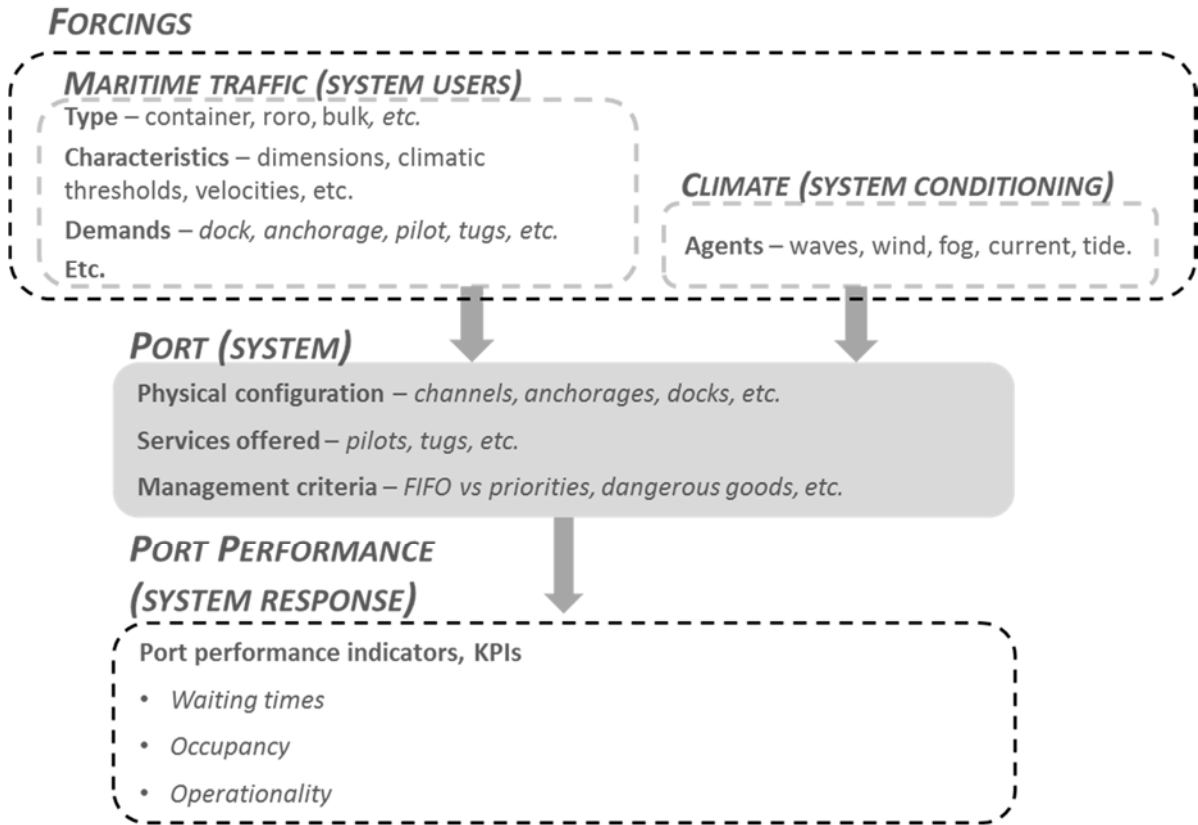 FORCINGS
MARITIME TRAFFIC (SYSTEM USERS)
Type – container, roro, bulk, etc.
Characteristics – dimensions, climatic
thresholds, velocities, etc.
Demands – dock, anchorage, pilot, tugs, etc.
Etc.
CLIMATE (SYSTEM CONDITIONING)
Agents – waves, wind, fog, current, tide.
PORT (SYSTEM)
Physical configuration – channels, anchorages, docks, etc.
Services offered – pilots, tugs, etc.
Management criteria – FIFO vs priorities, dangerous goods, etc.
PORT PERFORMANCE
(SYSTEM RESPONSE)
Port performance indicators, KPIs
• Waiting times
• Occupancy
• Operationality